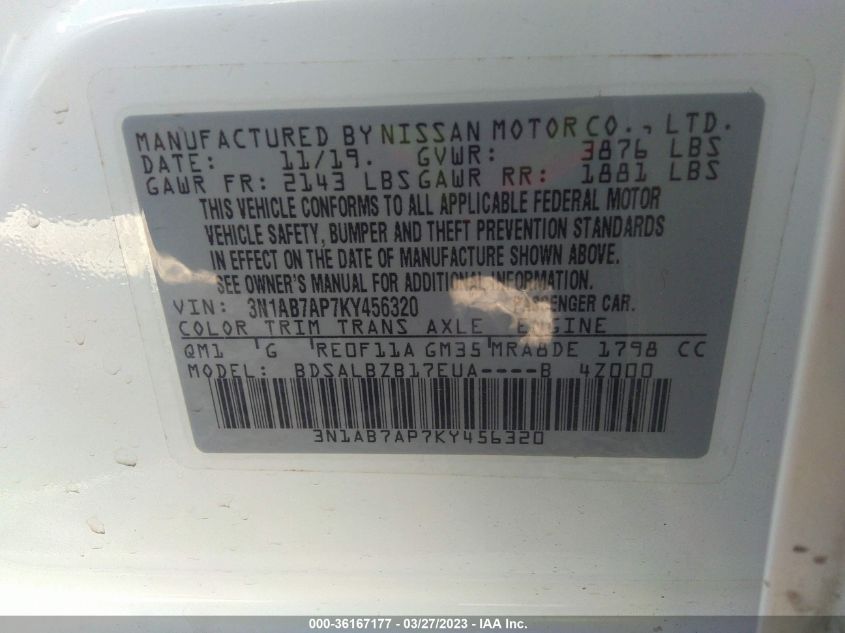 MANUFACTURED BY NISSAN MOTOR CO., LTD.
DATE: 11/19. GVWR: 3876 LBS
GAWR FR: 2143 LBS GAWR RR: 1881 LBS
THIS VEHICLE CONFORMS TO ALL APPLICABLE FEDERAL MOTOR
VEHICLE SAFETY, BUMPER AND THEFT PREVENTION STANDARDS
IN EFFECT ON THE DATE OF MANUFACTURE SHOWN ABOVE.
SEE OWNER'S MANUAL FOR ADDITIONAL INFORMATION.
VIN: 3N1AB7AP7KY456320 PASSENGER CAR.
COLOR TRIM TRANS AXLE ENGINE
QM1 G RE0F11A GM35 MRA8DE 1798 CC
MODEL: BDSALBZB17EUA----B 4Z000
3N1AB7AP7KY456320
000-36167177 - 03/27/2023 - IAA Inc.